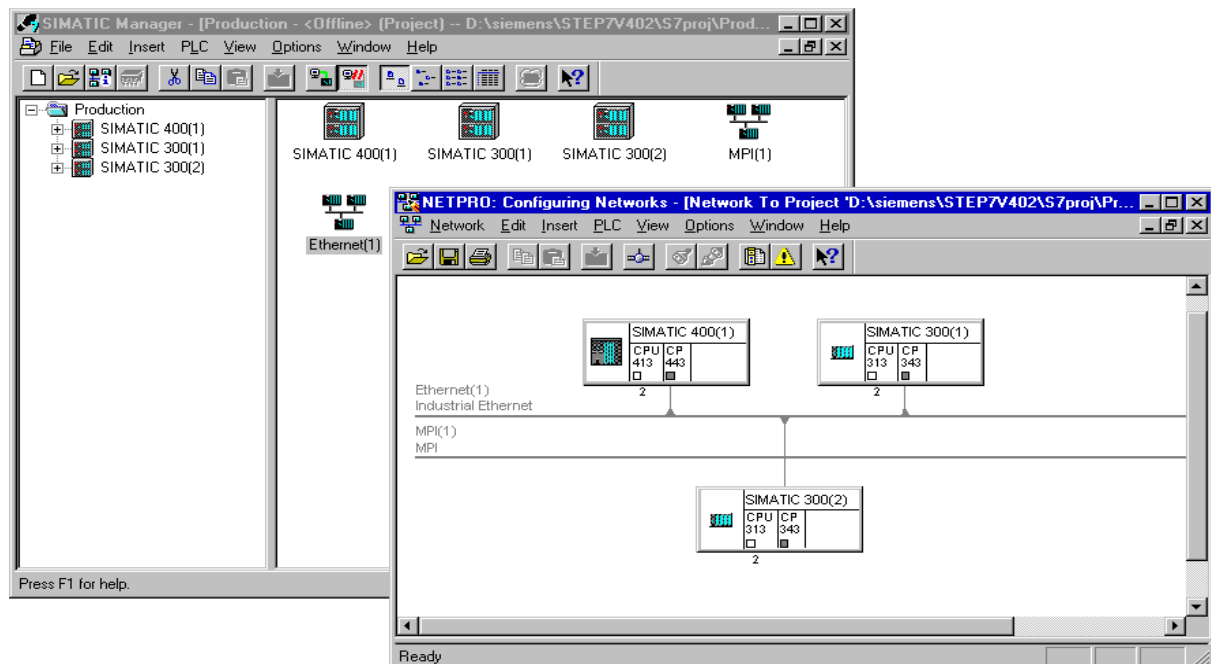 SIMATIC Manager - [Production - <Offline> (Project) -- D:\siemens\STEP7V402\S7proj\Prod...
File Edit Insert PLC View Options Window Help
Production
SIMATIC 400(1)
SIMATIC 300(1)
SIMATIC 300(2)
SIMATIC 400(1) SIMATIC 300(1) SIMATIC 300(2) MPI(1)
Ethernet(1)
Press F1 for help.
NETPRO: Configuring Networks - [Network To Project 'D:\siemens\STEP7V402\S7proj\Pr...
Network Edit Insert PLC View Options Window Help
SIMATIC 400(1)
CPU CP
413 443
2
SIMATIC 300(1)
CPU CP
313 343
2
Ethernet(1)
Industrial Ethernet
MPI(1)
MPI
SIMATIC 300(2)
CPU CP
313 343
2
Ready